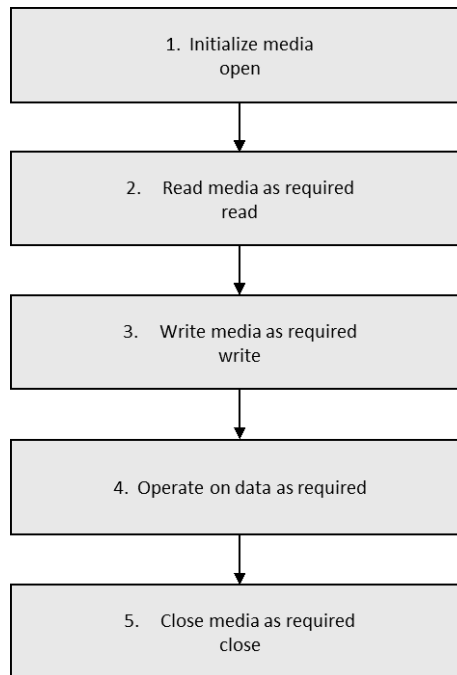 1. Initialize media
open
2. Read media as required
read
3. Write media as required
write
4. Operate on data as required
5. Close media as required
close